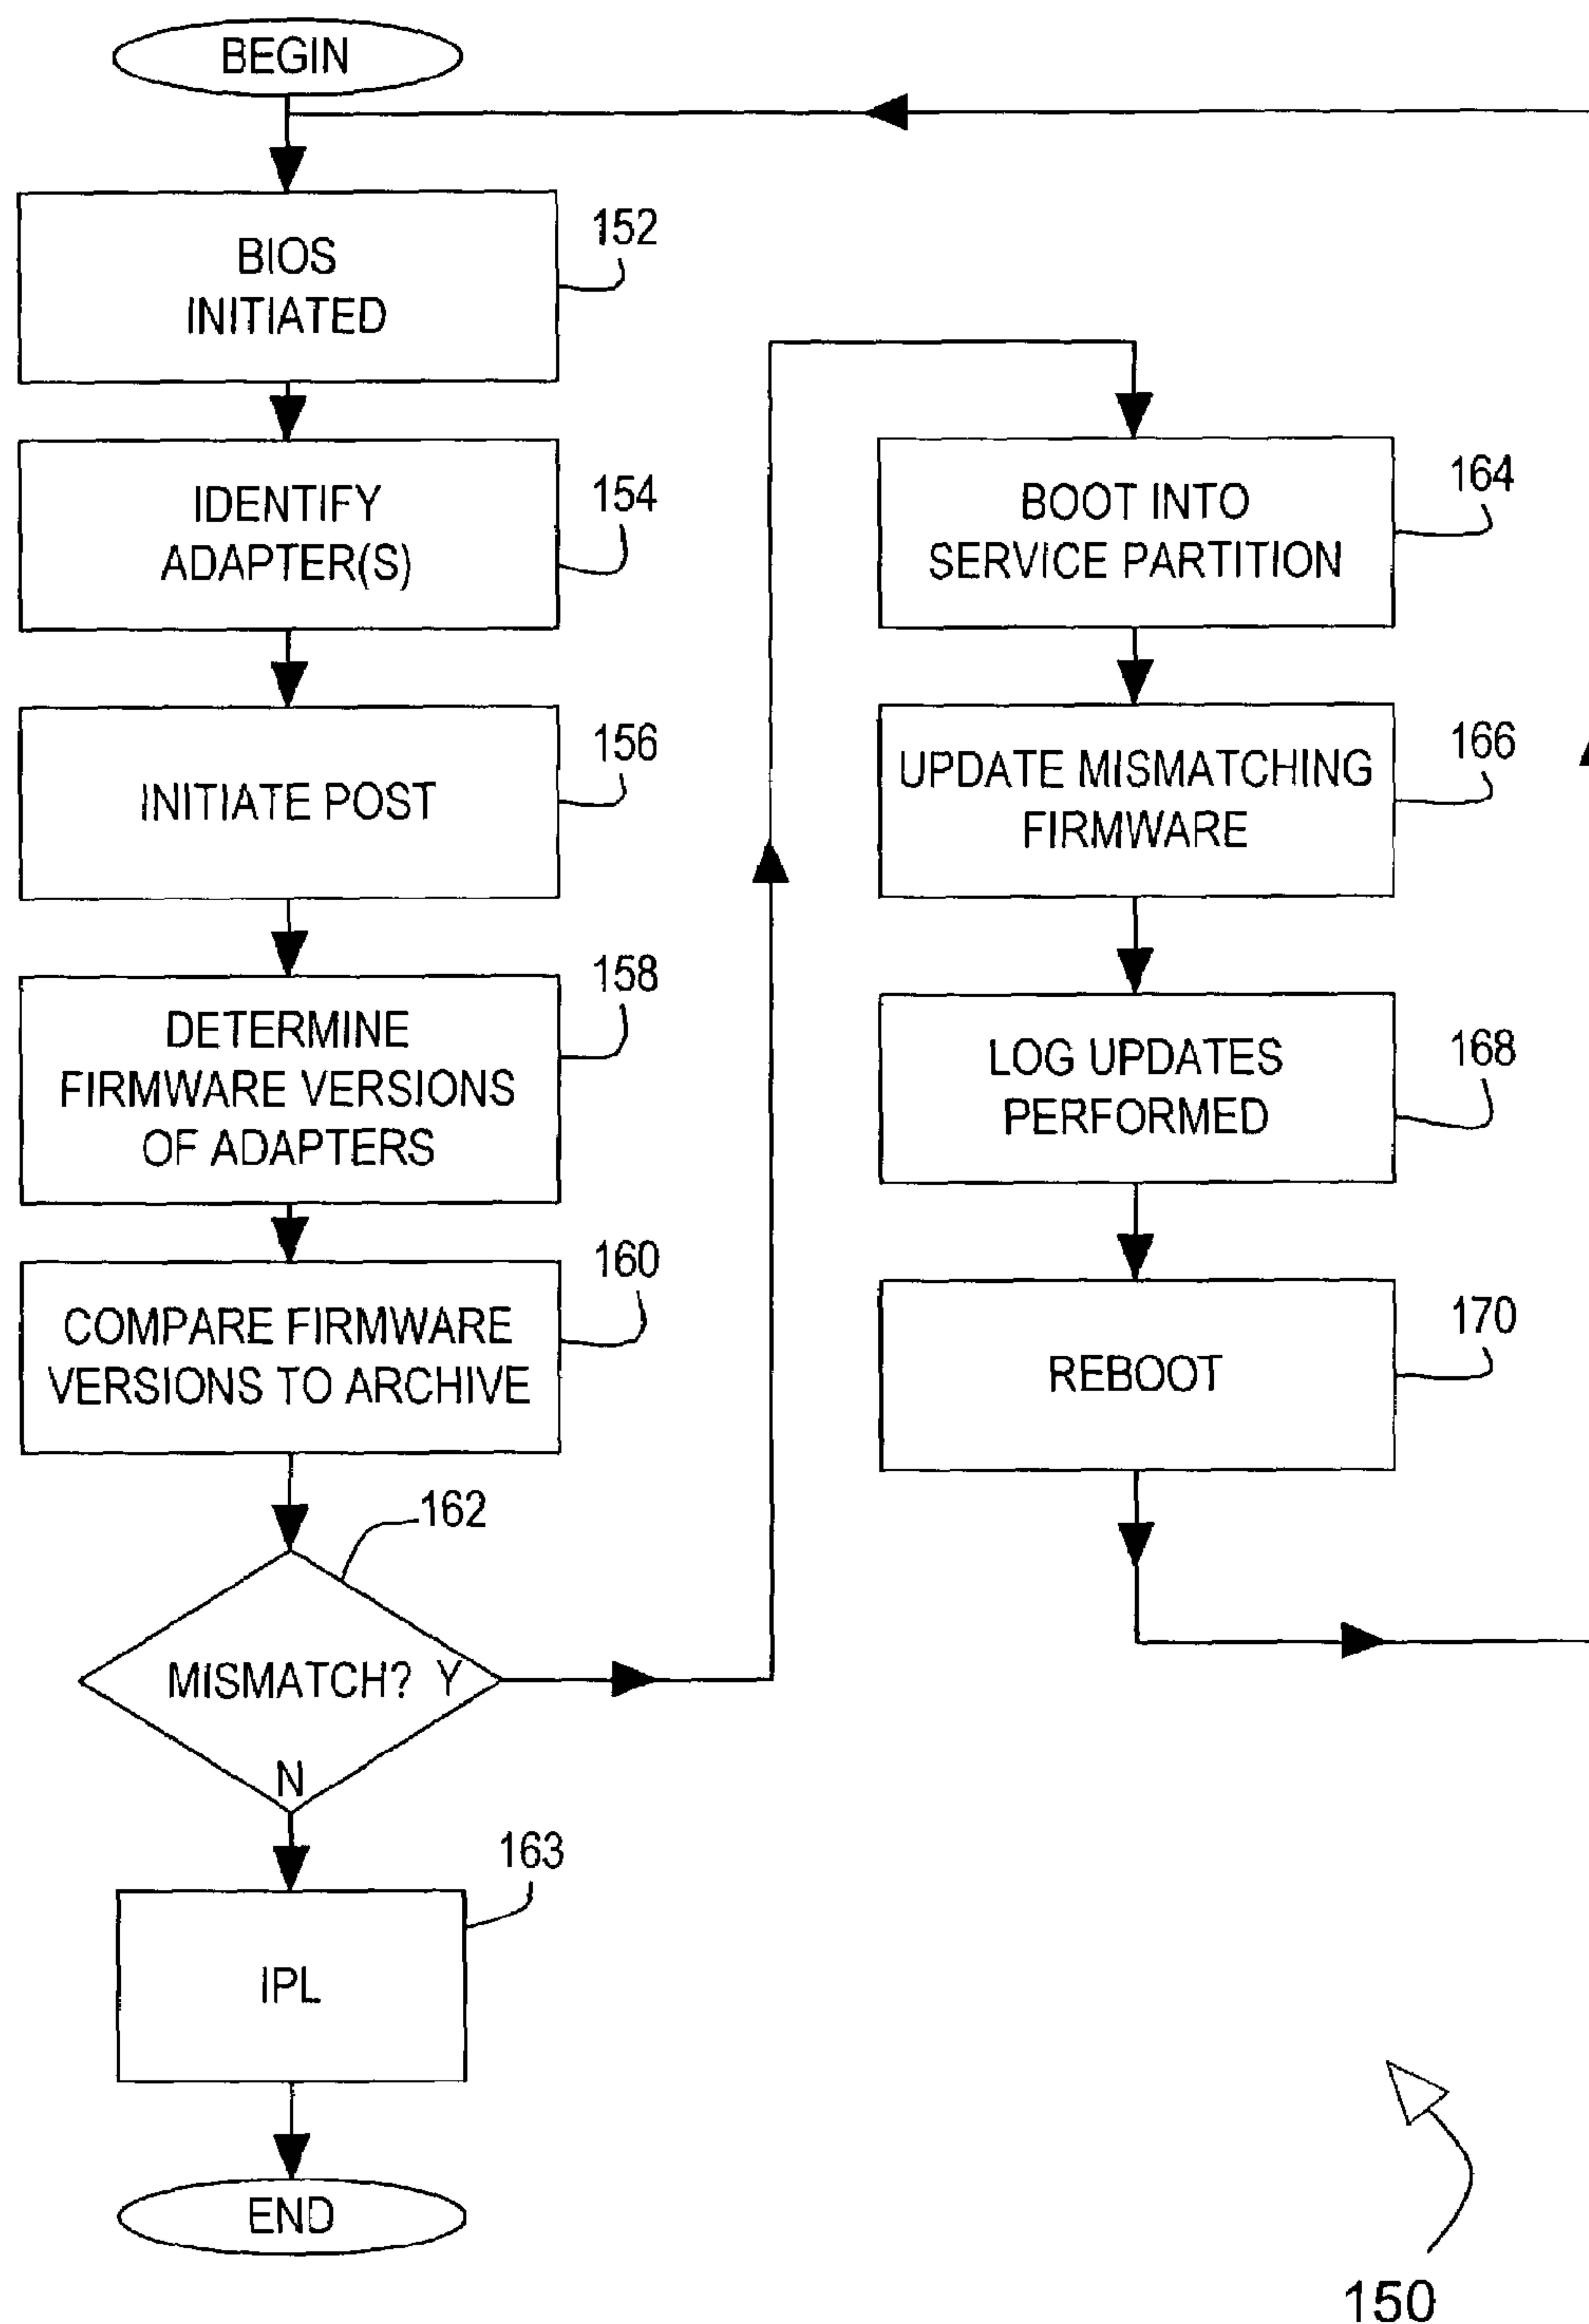 BEGIN
BIOS
INITIATED
152
IDENTIFY
ADAPTER(S)
154
INITIATE POST
156
DETERMINE
FIRMWARE VERSIONS
OF ADAPTERS
158
COMPARE FIRMWARE
VERSIONS TO ARCHIVE
160
162
MISMATCH? Y
N
163
IPL
END
BOOT INTO
SERVICE PARTITION
164
UPDATE MISMATCHING
FIRMWARE
166
LOG UPDATES
PERFORMED
168
REBOOT
170
150